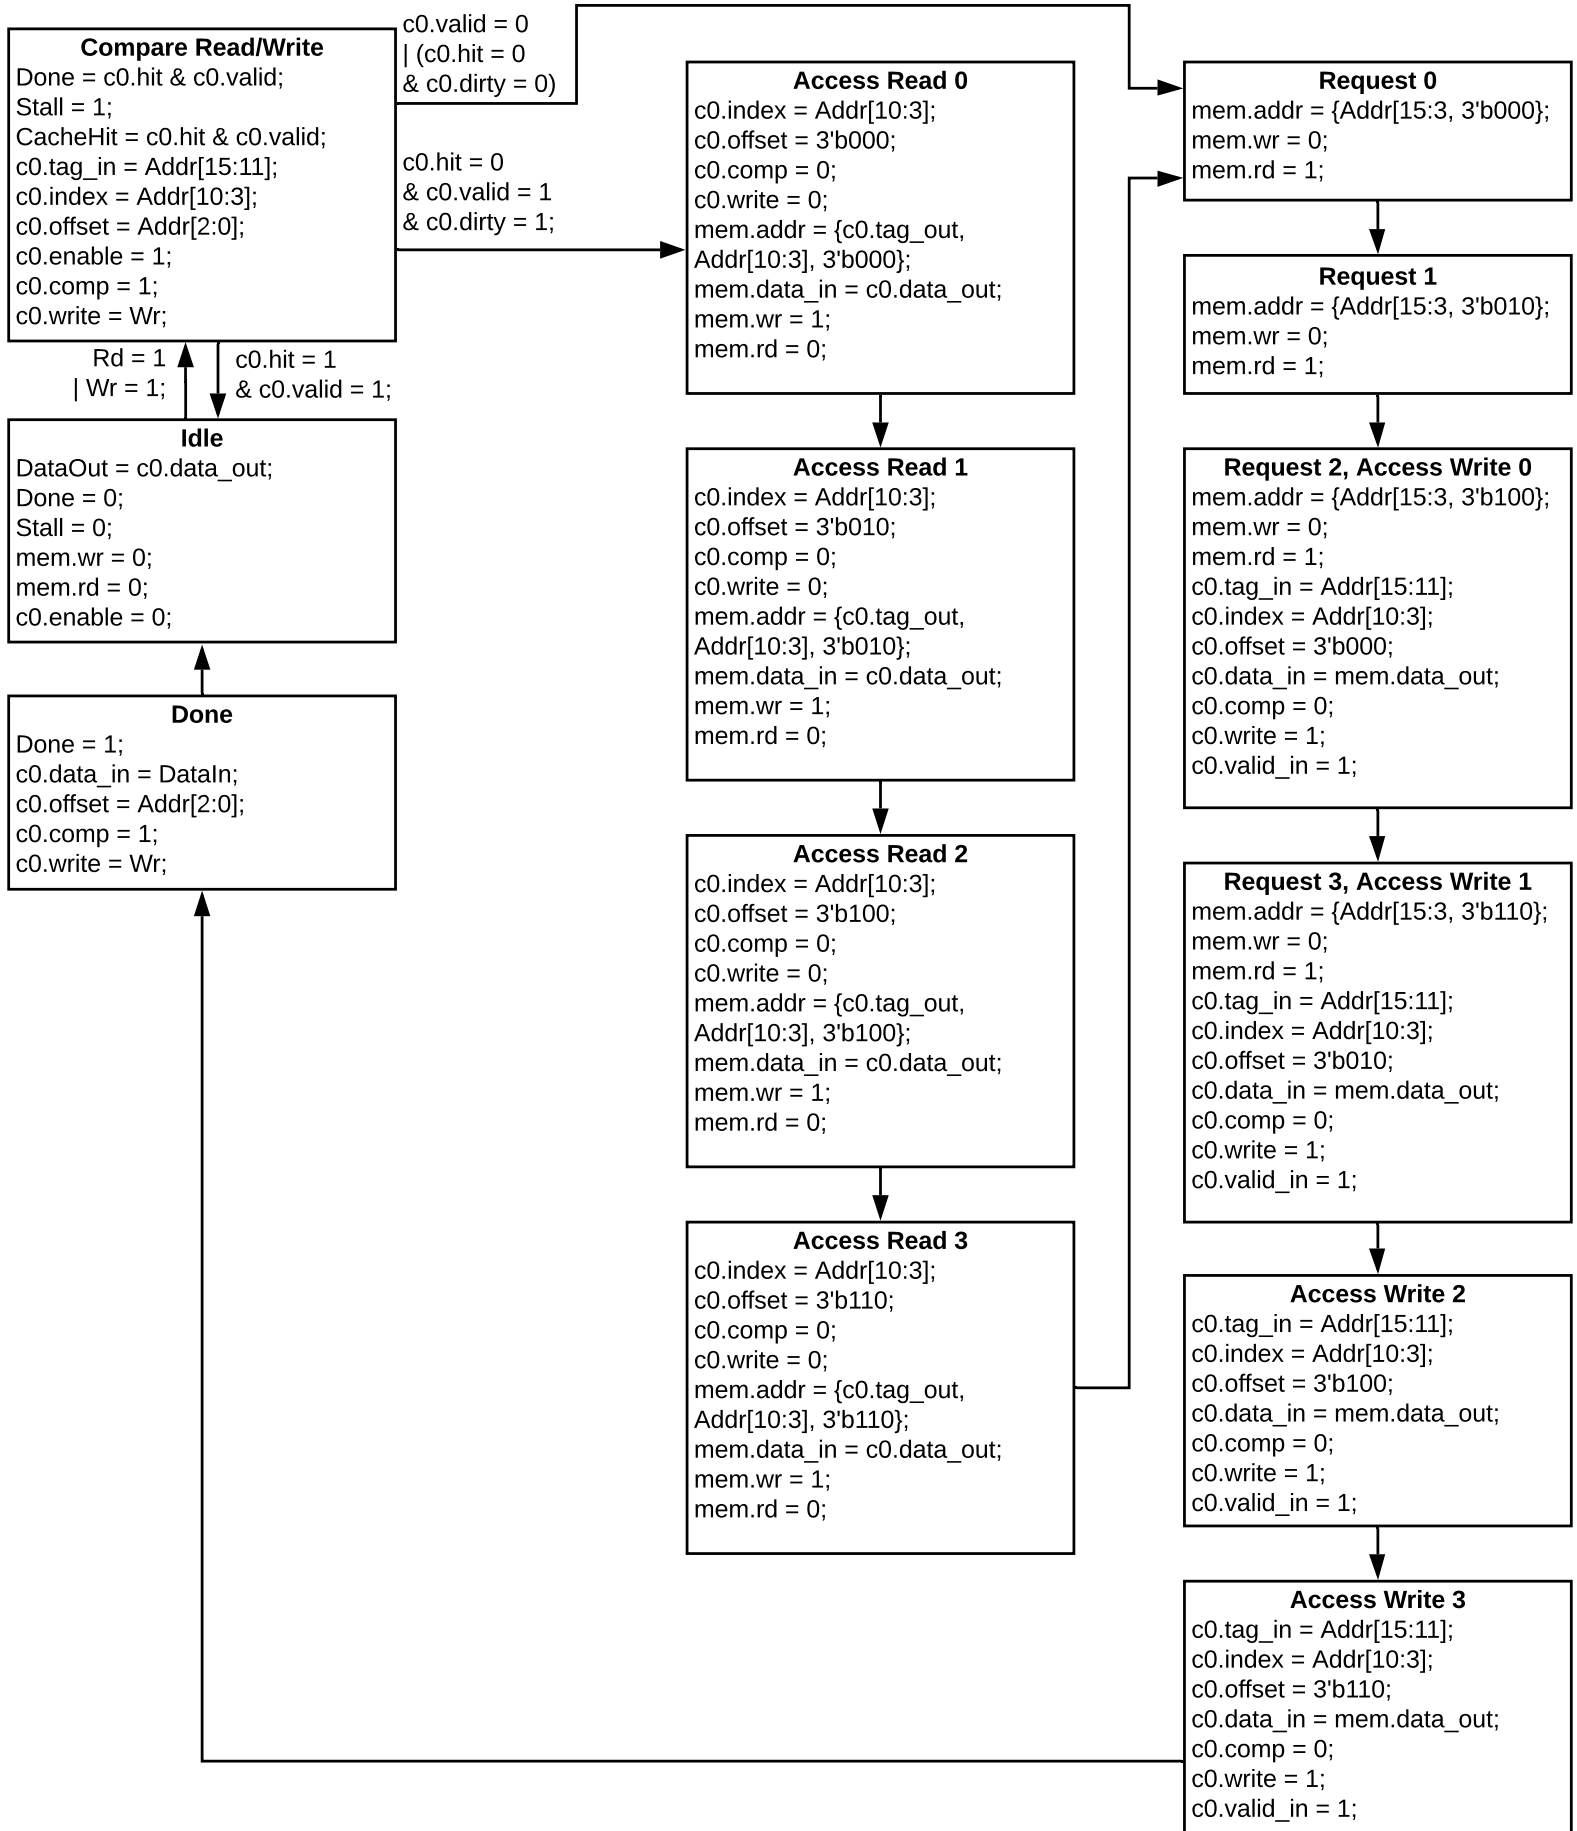 Compare Read/Write
Done = c0.hit & c0.valid;
Stall = 1;
CacheHit = c0.hit & c0.valid;
c0.tag_in = Addr[15:11];
c0.index = Addr[10:3];
c0.offset = Addr[2:0];
c0.enable = 1;
c0.comp = 1;
c0.write = Wr;
c0.valid = 0
| (c0.hit = 0
& c0.dirty = 0)
c0.hit = 0
& c0.valid = 1
& c0.dirty = 1;
Rd = 1
| Wr = 1;
c0.hit = 1
& c0.valid = 1;
Idle
DataOut = c0.data_out;
Done = 0;
Stall = 0;
mem.wr = 0;
mem.rd = 0;
c0.enable = 0;
Done
Done = 1;
c0.data_in = DataIn;
c0.offset = Addr[2:0];
c0.comp = 1;
c0.write = Wr;
Access Read 0
c0.index = Addr[10:3];
c0.offset = 3'b000;
c0.comp = 0;
c0.write = 0;
mem.addr = {c0.tag_out,
Addr[10:3], 3'b000};
mem.data_in = c0.data_out;
mem.wr = 1;
mem.rd = 0;
Access Read 1
c0.index = Addr[10:3];
c0.offset = 3'b010;
c0.comp = 0;
c0.write = 0;
mem.addr = {c0.tag_out,
Addr[10:3], 3'b010};
mem.data_in = c0.data_out;
mem.wr = 1;
mem.rd = 0;
Access Read 2
c0.index = Addr[10:3];
c0.offset = 3'b100;
c0.comp = 0;
c0.write = 0;
mem.addr = {c0.tag_out,
Addr[10:3], 3'b100};
mem.data_in = c0.data_out;
mem.wr = 1;
mem.rd = 0;
Access Read 3
c0.index = Addr[10:3];
c0.offset = 3'b110;
c0.comp = 0;
c0.write = 0;
mem.addr = {c0.tag_out,
Addr[10:3], 3'b110};
mem.data_in = c0.data_out;
mem.wr = 1;
mem.rd = 0;
Request 0
mem.addr = {Addr[15:3, 3'b000};
mem.wr = 0;
mem.rd = 1;
Request 1
mem.addr = {Addr[15:3, 3'b010};
mem.wr = 0;
mem.rd = 1;
Request 2, Access Write 0
mem.addr = {Addr[15:3, 3'b100};
mem.wr = 0;
mem.rd = 1;
c0.tag_in = Addr[15:11];
c0.index = Addr[10:3];
c0.offset = 3'b000;
c0.data_in = mem.data_out;
c0.comp = 0;
c0.write = 1;
c0.valid_in = 1;
Request 3, Access Write 1
mem.addr = {Addr[15:3, 3'b110};
mem.wr = 0;
mem.rd = 1;
c0.tag_in = Addr[15:11];
c0.index = Addr[10:3];
c0.offset = 3'b010;
c0.data_in = mem.data_out;
c0.comp = 0;
c0.write = 1;
c0.valid_in = 1;
Access Write 2
c0.tag_in = Addr[15:11];
c0.index = Addr[10:3];
c0.offset = 3'b100;
c0.data_in = mem.data_out;
c0.comp = 0;
c0.write = 1;
c0.valid_in = 1;
Access Write 3
c0.tag_in = Addr[15:11];
c0.index = Addr[10:3];
c0.offset = 3'b110;
c0.data_in = mem.data_out;
c0.comp = 0;
c0.write = 1;
c0.valid_in = 1;